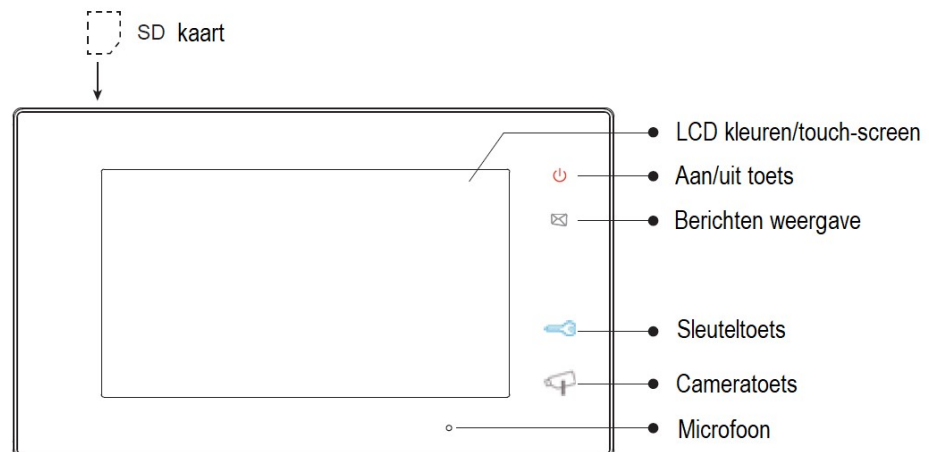 SD kaart
LCD kleuren/touch-screen
Aan/uit toets
Berichten weergave
Sleuteltoets
Cameratoets
Microfoon